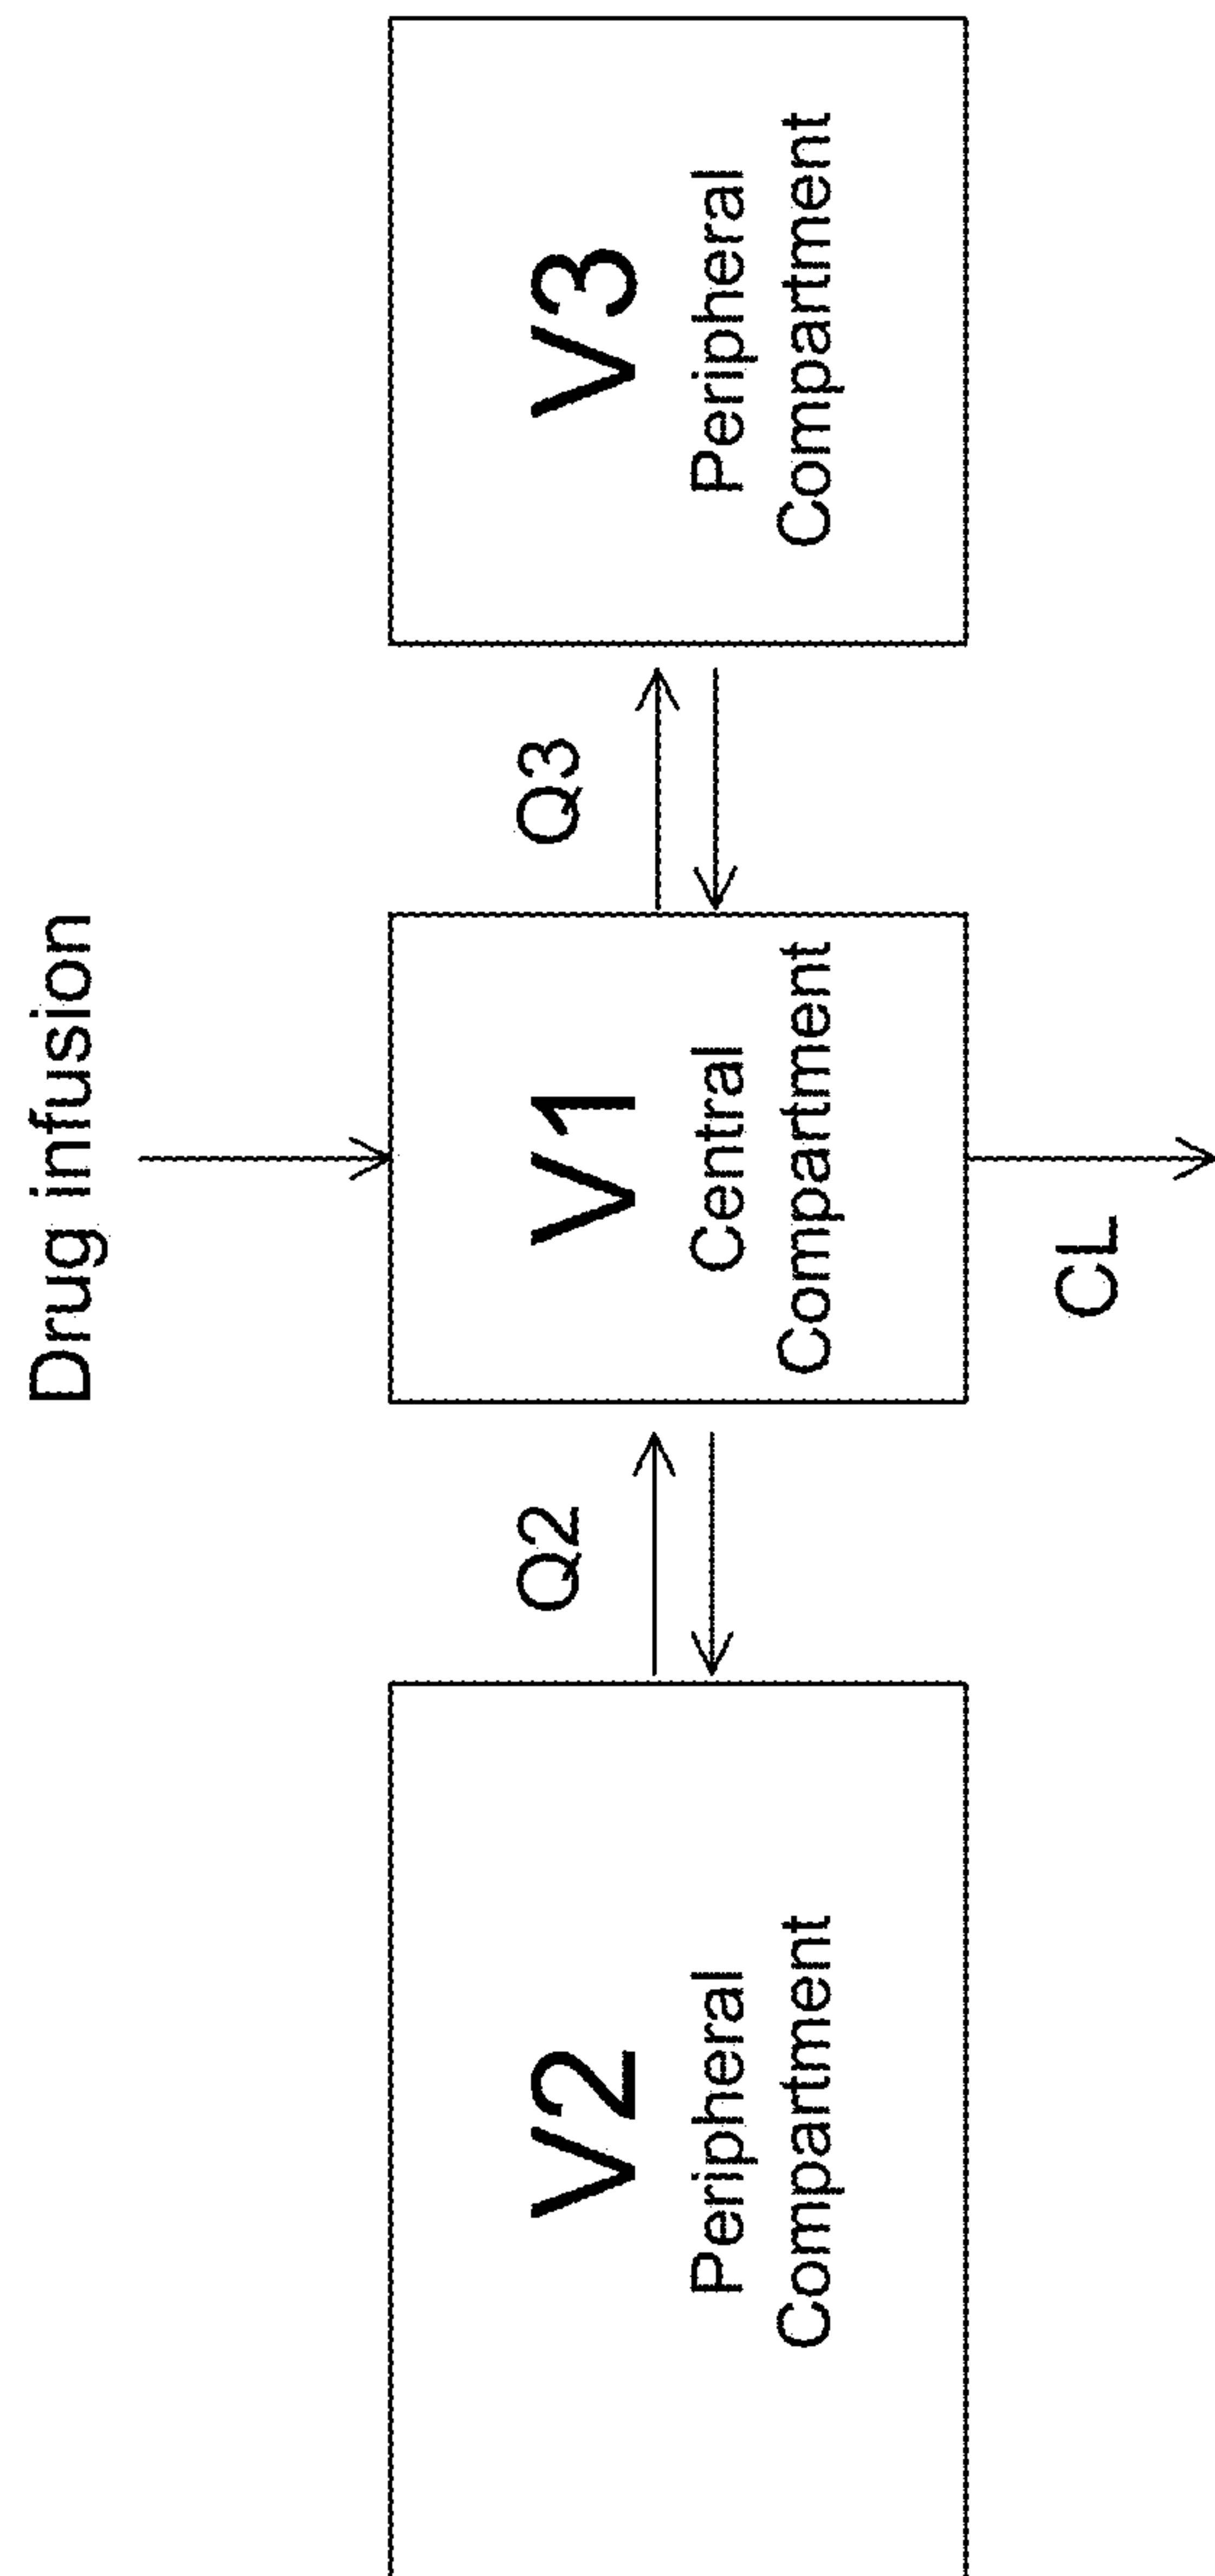 Drug infusion
V2
Peripheral
Compartment
Q2
V1
Central
Compartment
Q3
V3
Peripheral
Compartment
CL